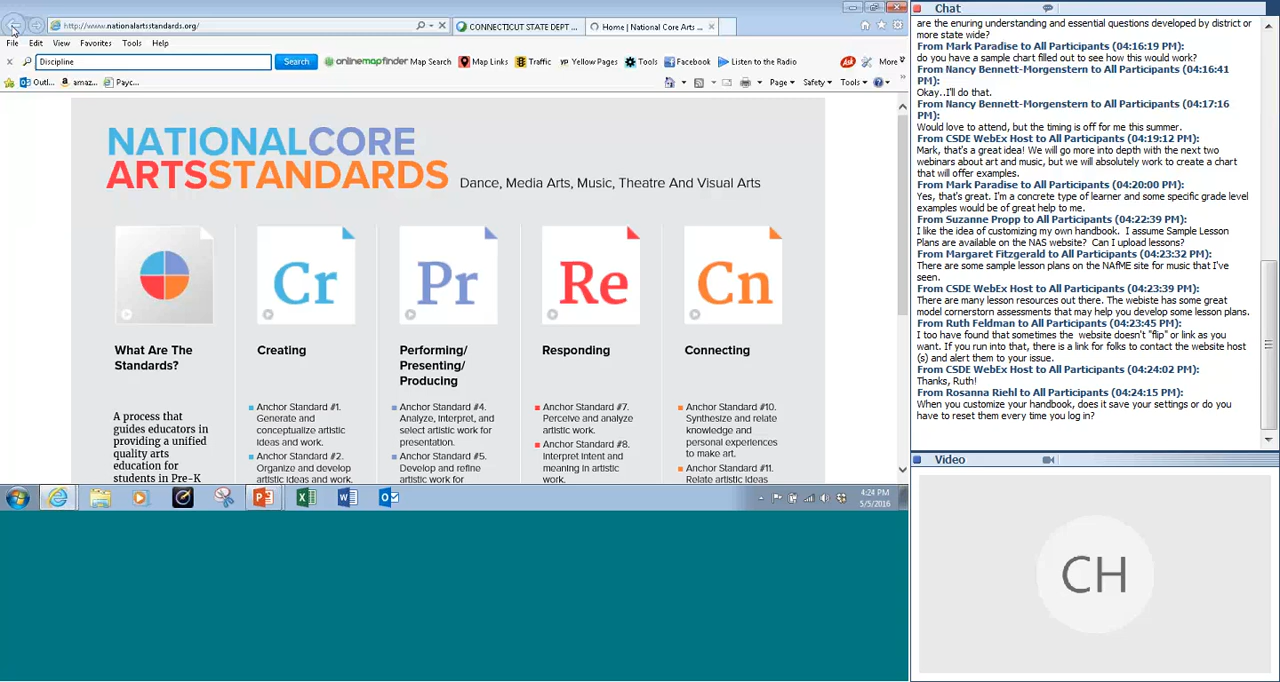 http://www.nationalartsstandards.org/
CONNECTICUT STATE DEPT ...
Home | National Core Arts ...
File Edit View Favorites Tools Help
Discipline
Search
onlinemapfinder Map Search
Map Links
Traffic
YP Yellow Pages
Tools
Facebook
Listen to the Radio
Ask
More
Outl...
amaz...
Payc...
Page
Safety
Tools
NATIONALCORE
ARTSSTANDARDS Dance, Media Arts, Music, Theatre And Visual Arts
Cr
Pr
Re
Cn
What Are The
Standards?
A process that
guides educators in
providing a unified
quality arts
education for
students in Pre-K
Creating
Anchor Standard #1.
Generate and
conceptualize artistic
ideas and work.
Anchor Standard #2.
Organize and develop
artistic ideas and work.
Performing/
Presenting/
Producing
Anchor Standard #4.
Analyze, interpret, and
select artistic work for
presentation.
Anchor Standard #5.
Develop and refine
artistic work for
Responding
Anchor Standard #7.
Perceive and analyze
artistic work.
Anchor Standard #8.
Interpret intent and
meaning in artistic
work.
Connecting
Anchor Standard #10.
Synthesize and relate
knowledge and
personal experiences
to make art.
Anchor Standard #11.
Relate artistic ideas
4:24 PM
5/5/2016
Chat
are the enuring understanding and essential questions developed by district or
more state wide?
From Mark Paradise to All Participants (04:16:19 PM):
do you have a sample chart filled out to see how this would work?
From Nancy Bennett-Morgenstern to All Participants (04:16:41
PM):
Okay..I'll do that.
From Nancy Bennett-Morgenstern to All Participants (04:17:16
PM):
Would love to attend, but the timing is off for me this summer.
From CSDE WebEx Host to All Participants (04:19:12 PM):
Mark, that's a great idea! We will go more into depth with the next two
webinars about art and music, but we will absolutely work to create a chart
that will offer examples.
From Mark Paradise to All Participants (04:20:00 PM):
Yes, that's great. I'm a concrete type of learner and some specific grade level
examples would be of great help to me.
From Suzanne Propp to All Participants (04:22:39 PM):
I like the idea of customizing my own handbook. I assume Sample Lesson
Plans are available on the NAS website? Can I upload lessons?
From Margaret Fitzgerald to All Participants (04:23:32 PM):
There are some sample lesson plans on the NAfME site for music that I've
seen.
From CSDE WebEx Host to All Participants (04:23:39 PM):
There are many lesson resources out there. The webiste has some great
model cornerstorn assessments that may help you develop some lesson plans.
From Ruth Feldman to All Participants (04:23:45 PM):
I too have found that sometimes the website doesn't "flip" or link as you
want. If you run into that, there is a link for folks to contact the website host
(s) and alert them to your issue.
From CSDE WebEx Host to All Participants (04:24:02 PM):
Thanks, Ruth!
From Rosanna Riehl to All Participants (04:24:15 PM):
When you customize your handbook, does it save your settings or do you
have to reset them every time you log in?
Video
CH